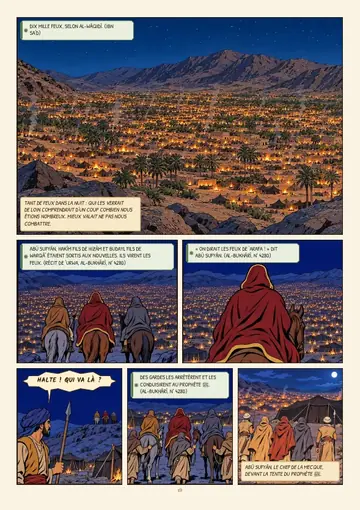 DIX MILLE FEUX, SELON AL-WÂQIDÎ. (IBN
SA'D)
TANT DE FEUX DANS LA NUIT : QUI LES VERRAIT
DE LOIN COMPRENDRAIT D'UN COUP COMBIEN NOUS
ÉTIONS NOMBREUX. MIEUX VALAIT NE PAS NOUS
COMBATTRE.
ABÛ SUFYÂN, HAKÎM FILS DE HIZÂM ET BUDAYL FILS DE
WARQÂ' ÉTAIENT SORTIS AUX NOUVELLES. ILS VIRENT LES
FEUX. (RÉCIT DE 'URWA, AL-BUKHÂRÎ, N° 4280)
« ON DIRAIT LES FEUX DE 'ARAFA ! » DIT
ABÛ SUFYÂN. (AL-BUKHÂRÎ, N° 4280)
HALTE ! QUI VA LÀ ?
DES GARDES LES ARRÊTÈRENT ET LES
CONDUISIRENT AU PROPHÈTE ﷺ.
(AL-BUKHÂRÎ, N° 4280)
ABÛ SUFYÂN, LE CHEF DE LA MECQUE,
DEVANT LA TENTE DU PROPHÈTE ﷺ.